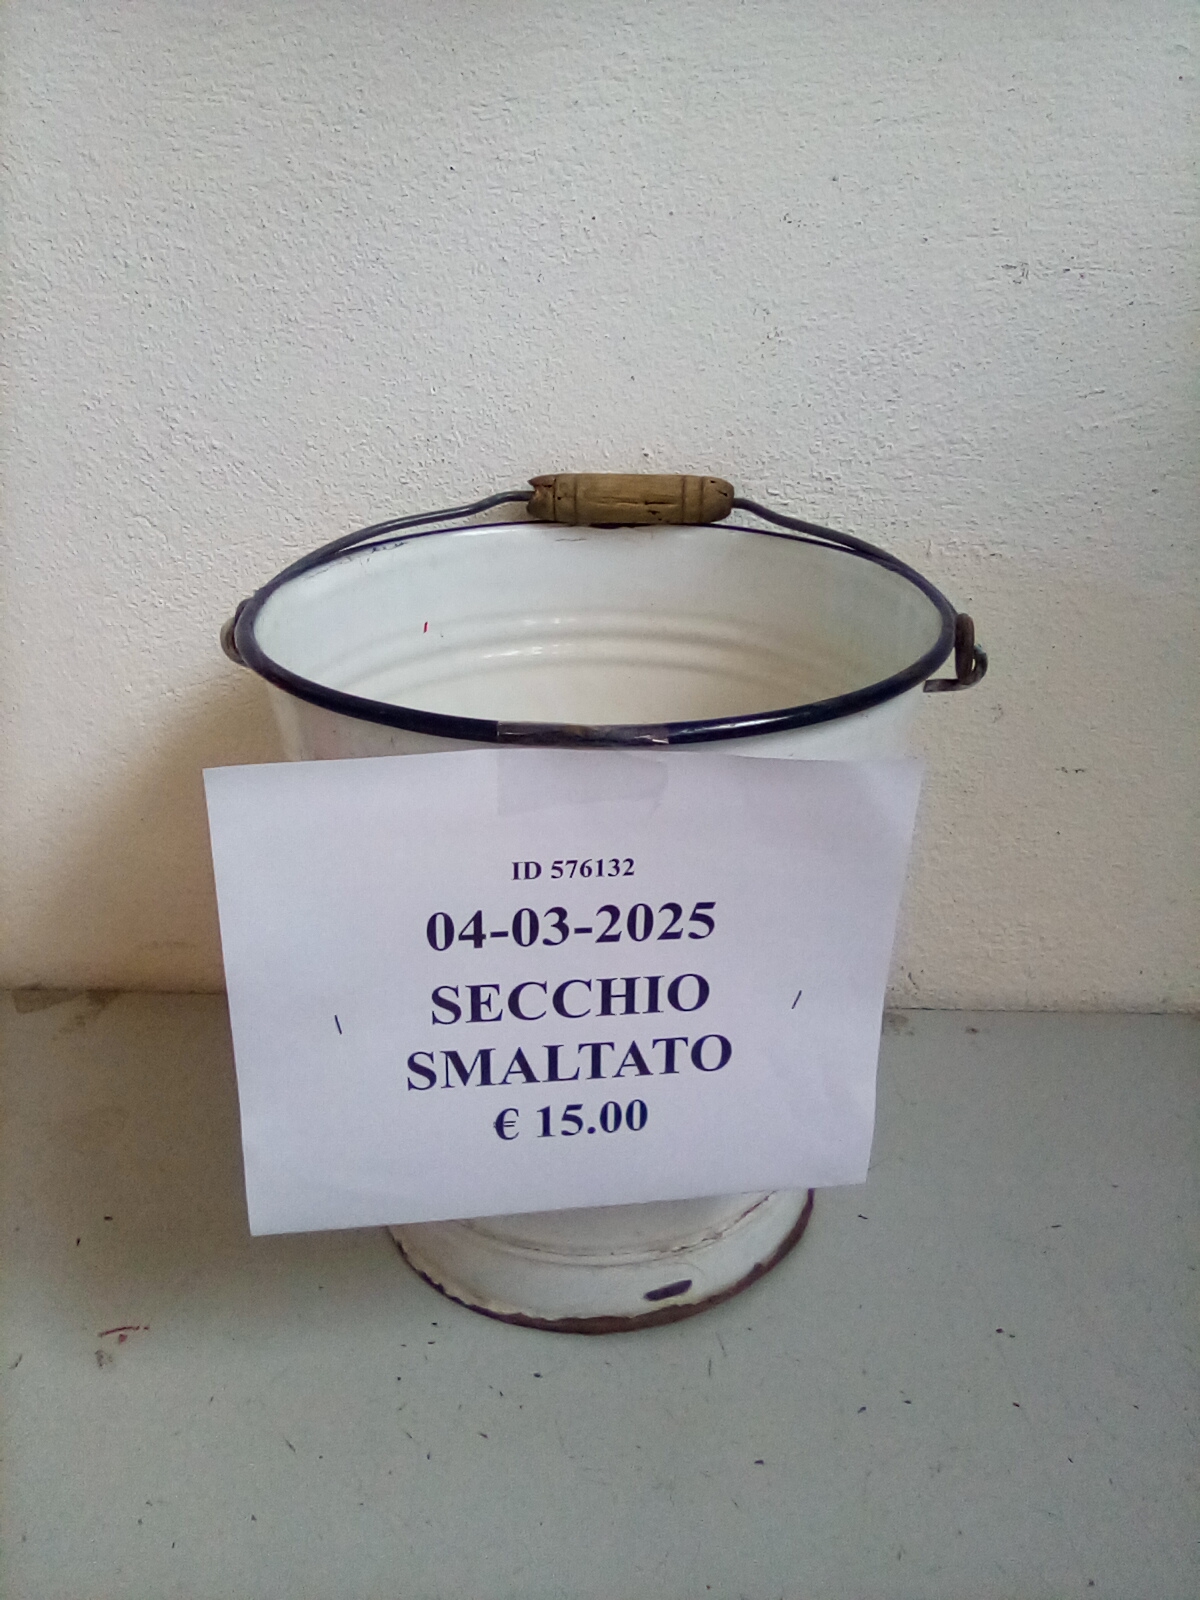 ID 576132
04-03-2025
SECCHIO
SMALTATO
€ 15.00